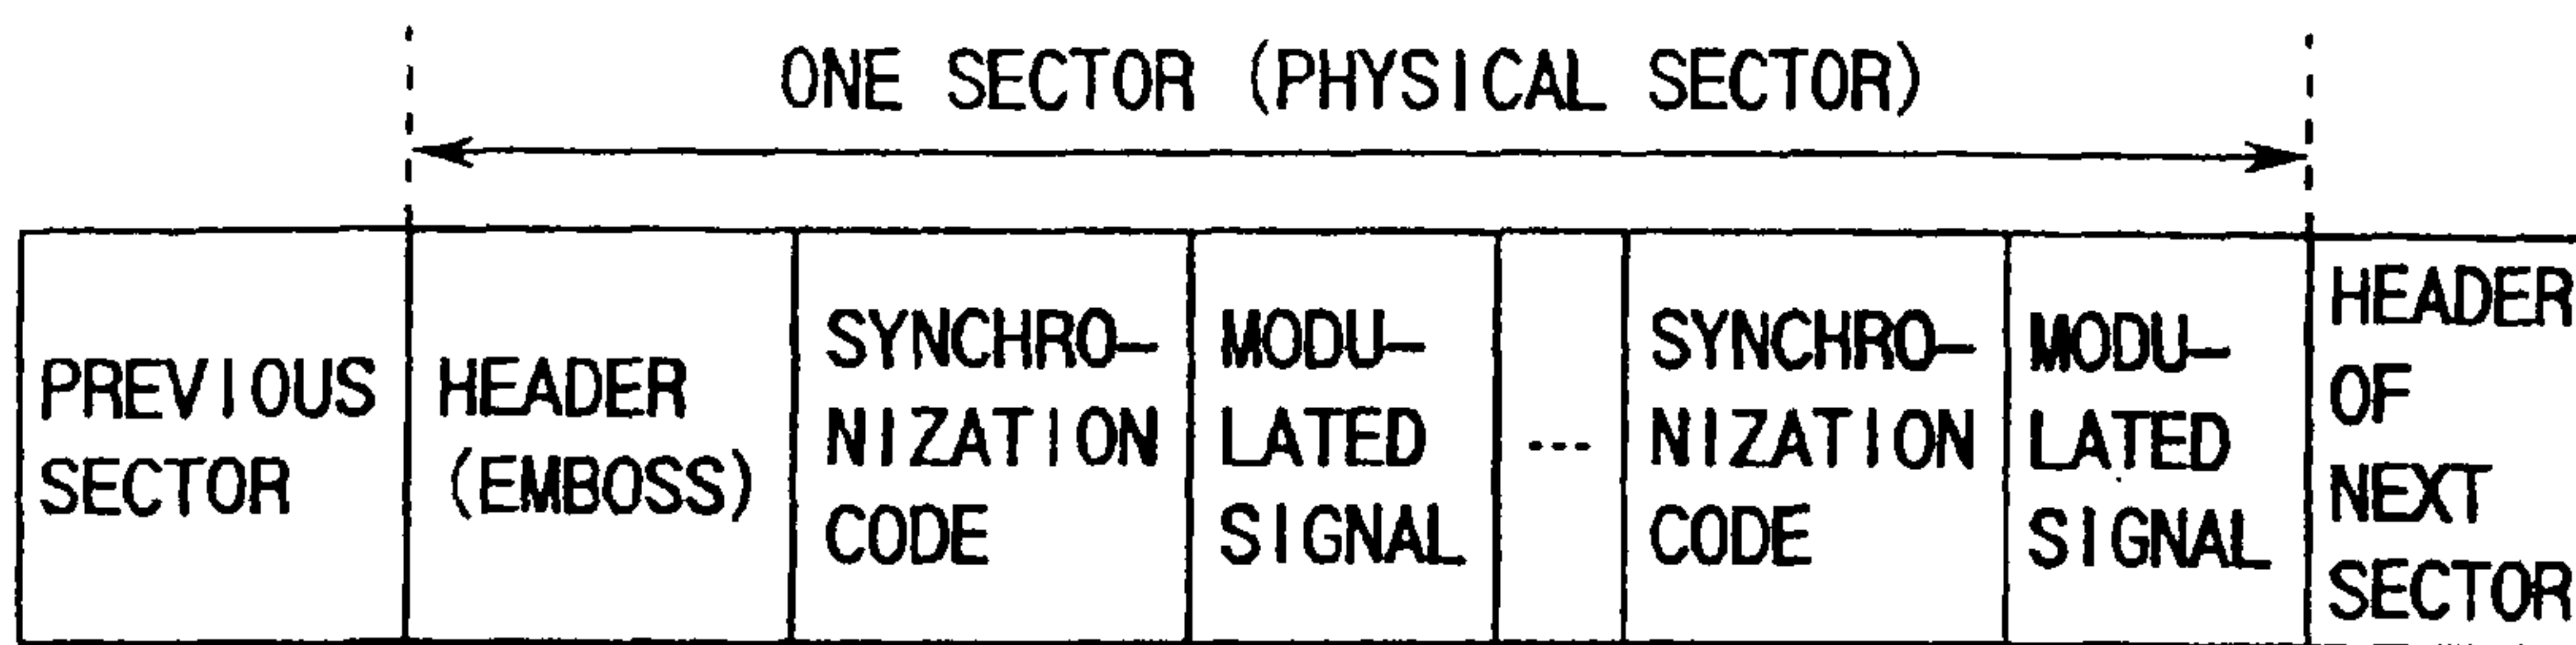 ONE SECTOR (PHYSICAL SECTOR)
PREVIOUS
SECTOR
HEADER
(EMBOSS)
SYNCHRO–
NIZATION
CODE
MODU–
LATED
SIGNAL
---
SYNCHRO–
NIZATION
CODE
MODU–
LATED
SIGNAL
HEADER
OF
NEXT
SECTOR